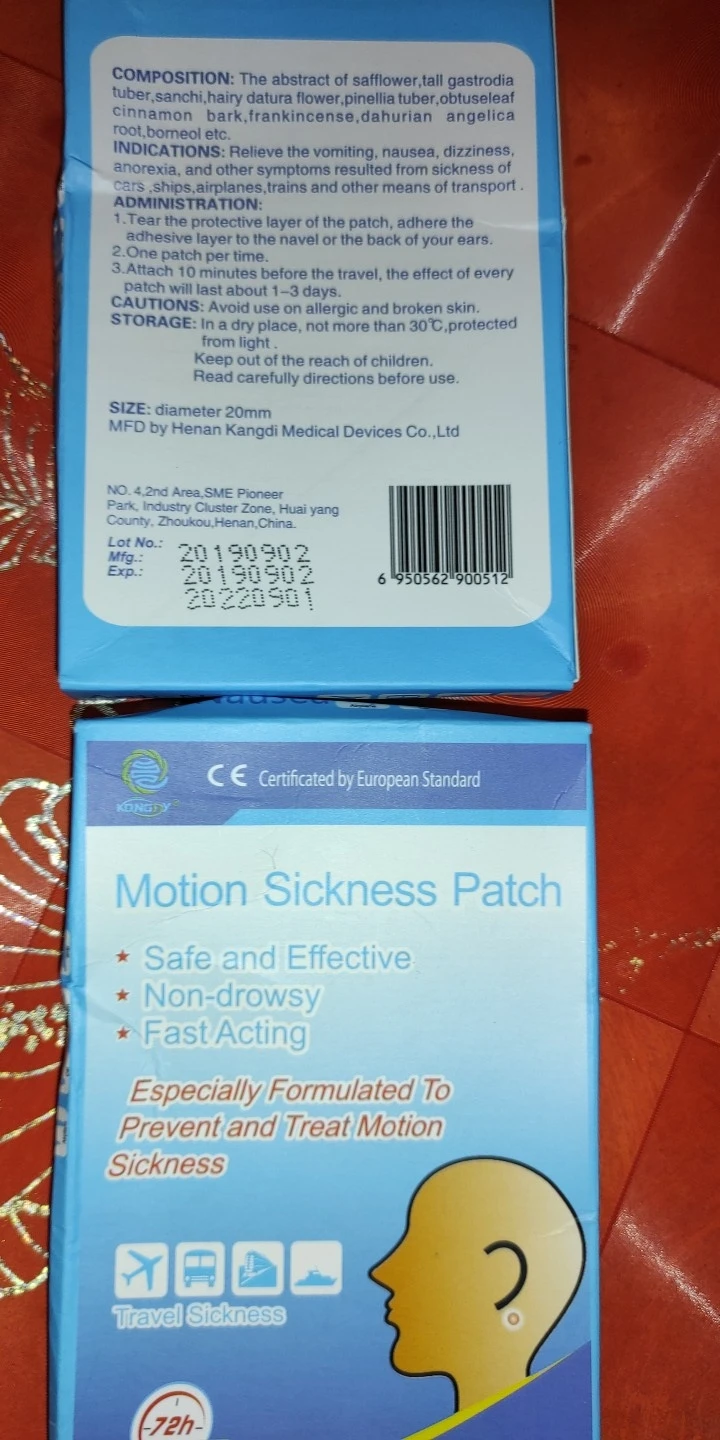 COMPOSITION: The abstract of safflower,tall gastrodia
tuber,sanchi,hairy datura flower,pinellia tuber,obtuseleaf
cinnamon bark,frankincense,dahurian angelica
root,borneol etc.
INDICATIONS: Relieve the vomiting, nausea, dizziness,
anorexia, and other symptoms resulted from sickness of
cars ,ships,airplanes,trains and other means of transport .
ADMINISTRATION:
1.Tear the protective layer of the patch, adhere the
adhesive layer to the navel or the back of your ears.
2.One patch per time.
3.Attach 10 minutes before the travel, the effect of every
patch will last about 1–3 days.
CAUTIONS: Avoid use on allergic and broken skin.
STORAGE: In a dry place, not more than 30℃,protected
from light .
Keep out of the reach of children.
Read carefully directions before use.
SIZE: diameter 20mm
MFD by Henan Kangdi Medical Devices Co.,Ltd
NO. 4,2nd Area,SME Pioneer
Park, Industry Cluster Zone, Huai yang
County, Zhoukou,Henan,China.
Lot No.: 20190902
Mfg.: 20190902
Exp.: 20220901
6 950562 900512
KONGDY
CE Certificated by European Standard
Motion Sickness Patch
★ Safe and Effective
★ Non-drowsy
★ Fast Acting
Especially Formulated To
Prevent and Treat Motion
Sickness
Travel Sickness
72h